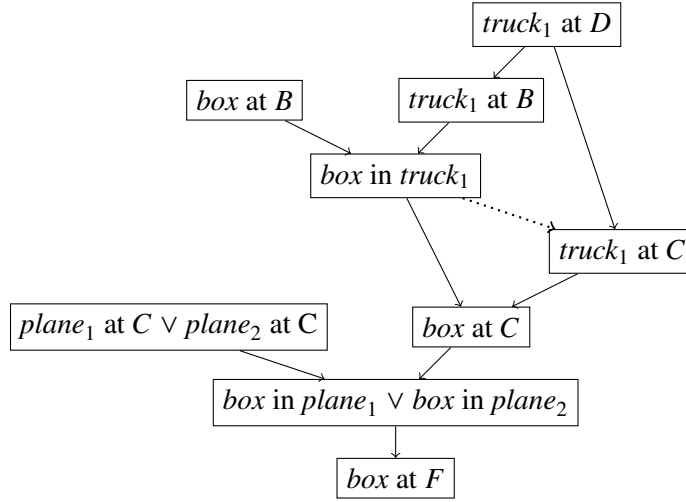 truck₁ at D
box at B
truck₁ at B
box in truck₁
truck₁ at C
plane₁ at C ∨ plane₂ at C
box at C
box in plane₁ ∨ box in plane₂
box at F